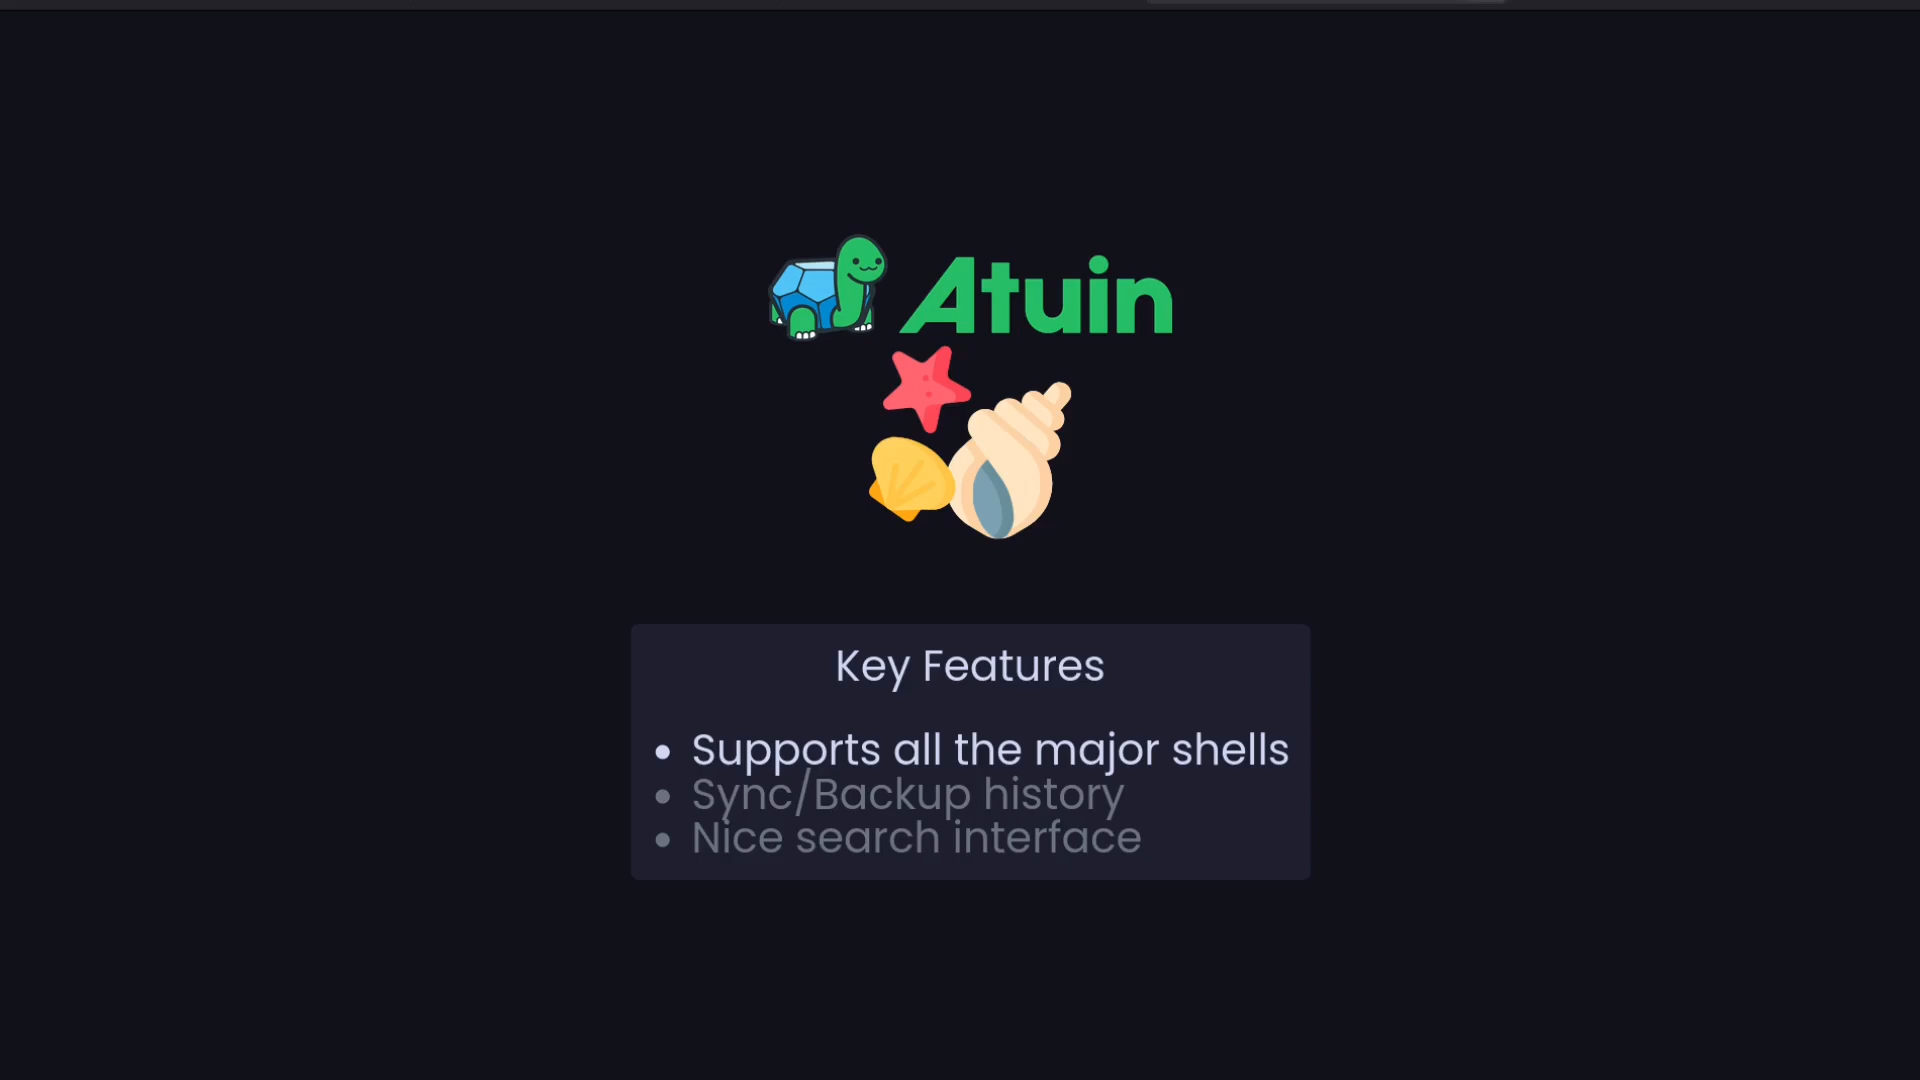 Atuin
Key Features
• Supports all the major shells
• Sync/Backup history
• Nice search interface